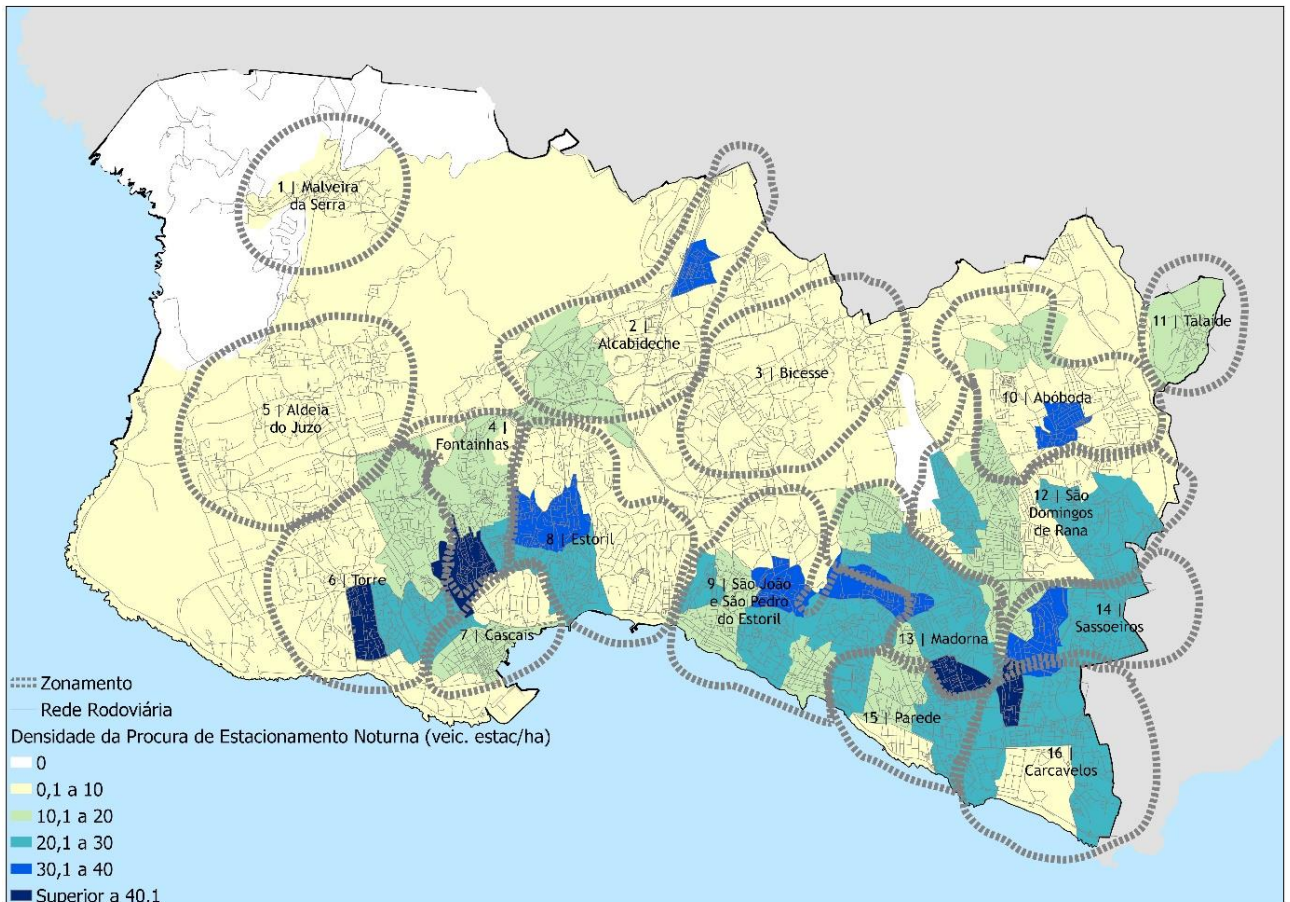 1 | Malveira
da Serra
2 |
Alcabideche
3 | Bicesse
11 | Talaíde
10 | Abóboda
5 | Aldeia
do Juzo
4 |
Fontainhas
12 | São
Domingos
de Rana
8 | Estoril
6 | Torre
9 | São João
e São Pedro
do Estoril
14 |
Sassoeiros
13 | Madorna
7 | Cascais
15 | Parede
16 |
Carcavelos
Zonamento
Rede Rodoviária
Densidade da Procura de Estacionamento Noturna (veic. estac/ha)
0
0,1 a 10
10,1 a 20
20,1 a 30
30,1 a 40
Superior a 40,1